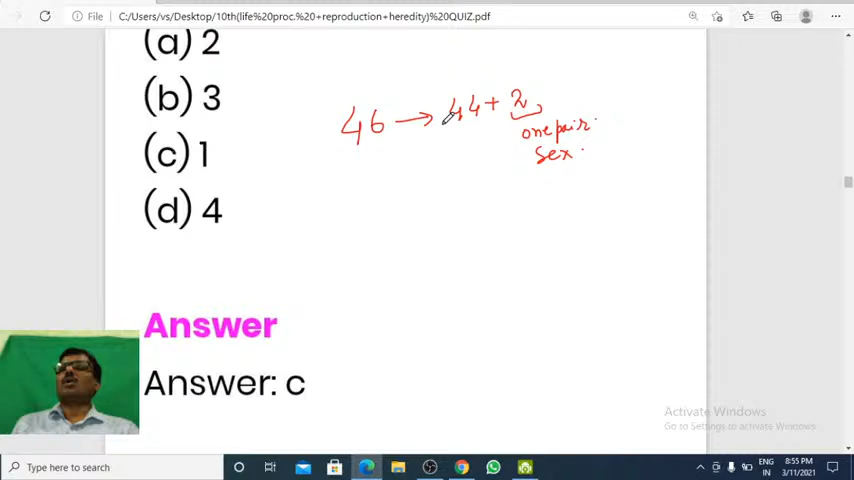 File
C:/Users/vs/Desktop/10th(life%20proc.%20+reproduction+heredity)%20QUIZ.pdf
(a) 2
(b) 3
(c) 1
(d) 4
46 → 44 + 2
one pair
sex
Answer
Answer: c
Activate Windows
Go to Settings to activate Windows.
Type here to search
ENG
IN
8:55 PM
3/11/2021